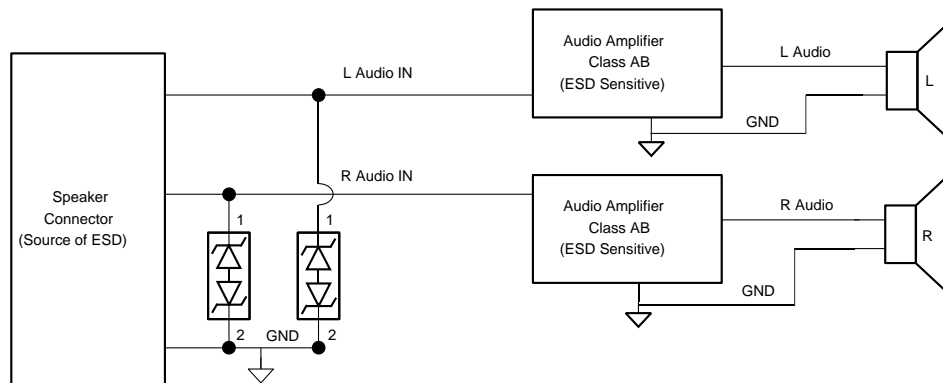 Audio Amplifier
Class AB
(ESD Sensitive)
L Audio
L
GND
L Audio IN
Speaker
Connector
(Source of ESD)
R Audio IN
Audio Amplifier
Class AB
(ESD Sensitive)
R Audio
R
GND
1
1
2
GND
2